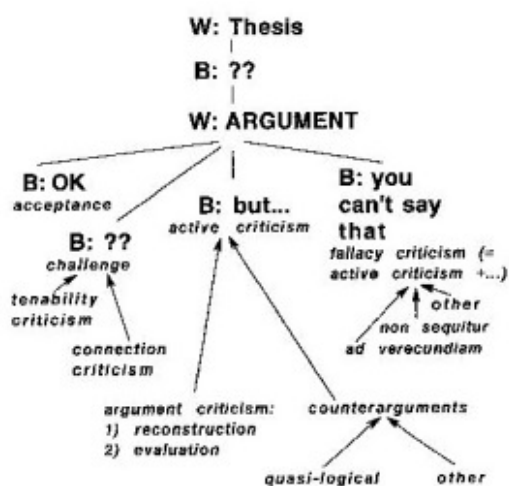 W: Thesis
B: ??
W: ARGUMENT
B: OK
acceptance
B: ??
challenge
tenability
criticism
connection
criticism
B: but...
active criticism
argument criticism:
1) reconstruction
2) evaluation
counterarguments
quasi-logical
other
B: you
can't say
that
fallacy criticism (=
active criticism +...)
other
non sequitur
ad verecundiam